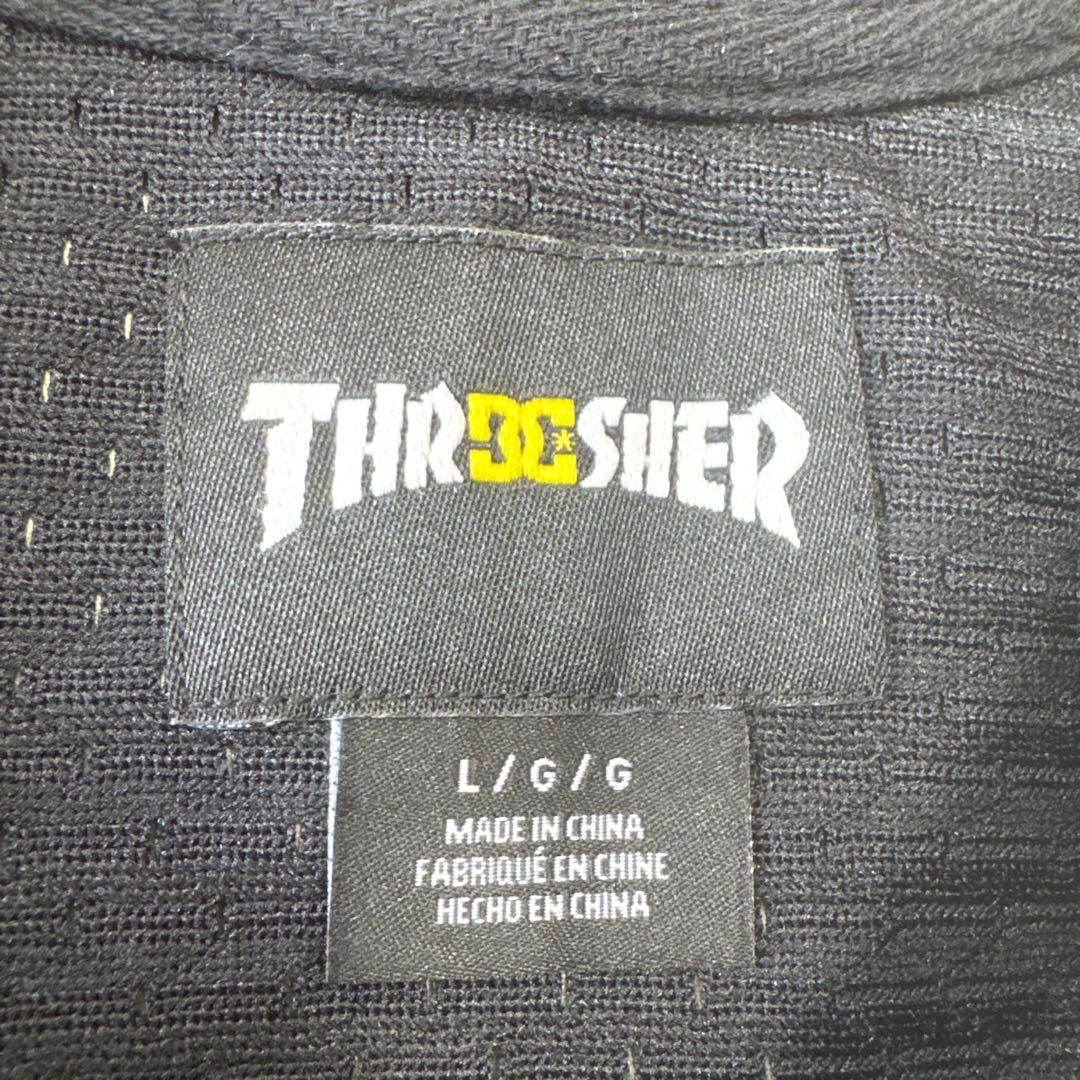 THRDCSHER
L / G / G
MADE IN CHINA
FABRIQUÉ EN CHINE
HECHO EN CHINA